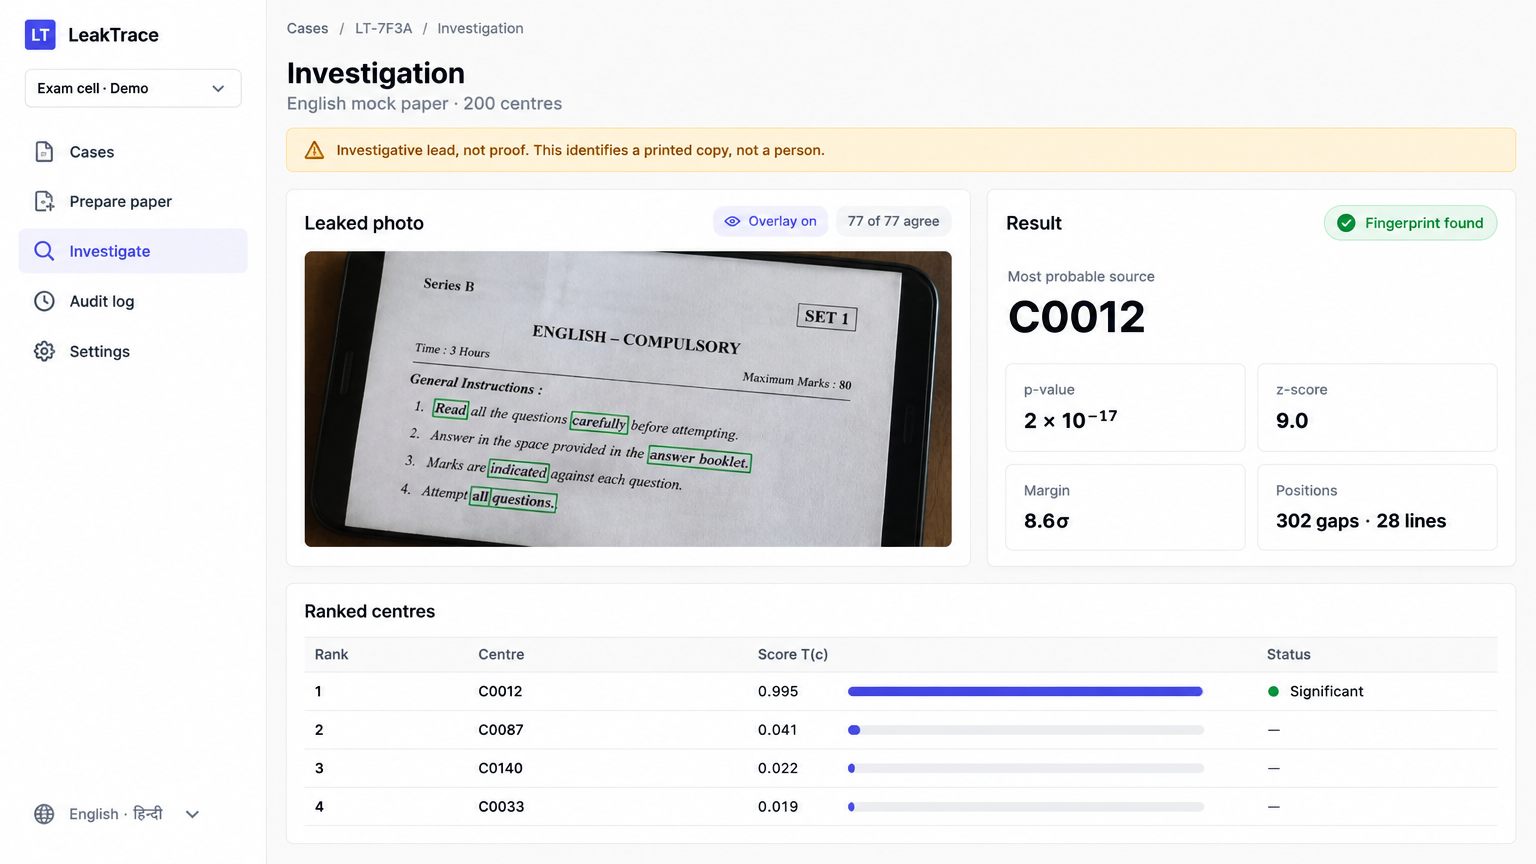 LT LeakTrace
Exam cell · Demo
Cases
Prepare paper
Investigate
Audit log
Settings
English · हिन्दी
Cases / LT-7F3A / Investigation
Investigation
English mock paper · 200 centres
Investigative lead, not proof. This identifies a printed copy, not a person.
Leaked photo
Overlay on
77 of 77 agree
Series B
SET 1
ENGLISH – COMPULSORY
Time : 3 Hours
Maximum Marks : 80
General Instructions :
1. Read all the questions carefully before attempting.
2. Answer in the space provided in the answer booklet.
3. Marks are indicated against each question.
4. Attempt all questions.
Result
Fingerprint found
Most probable source
C0012
p-value
2 × 10⁻¹⁷
z-score
9.0
Margin
8.6σ
Positions
302 gaps · 28 lines
Ranked centres
Rank Centre Score T(c) Status
1 C0012 0.995 Significant
2 C0087 0.041 —
3 C0140 0.022 —
4 C0033 0.019 —